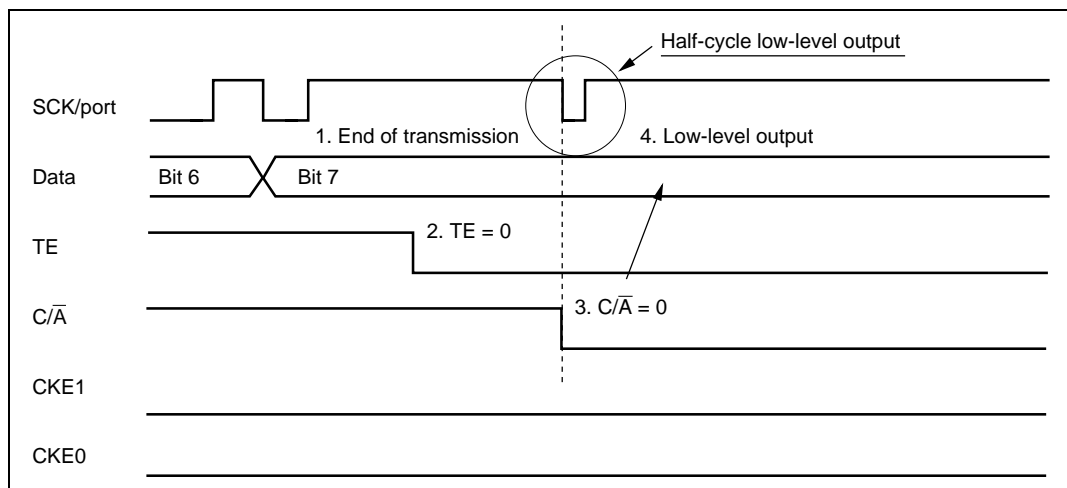 Half-cycle low-level output
SCK/port
1. End of transmission
4. Low-level output
Data
Bit 6
Bit 7
TE
2. TE = 0
C/A̅
3. C/A̅ = 0
CKE1
CKE0